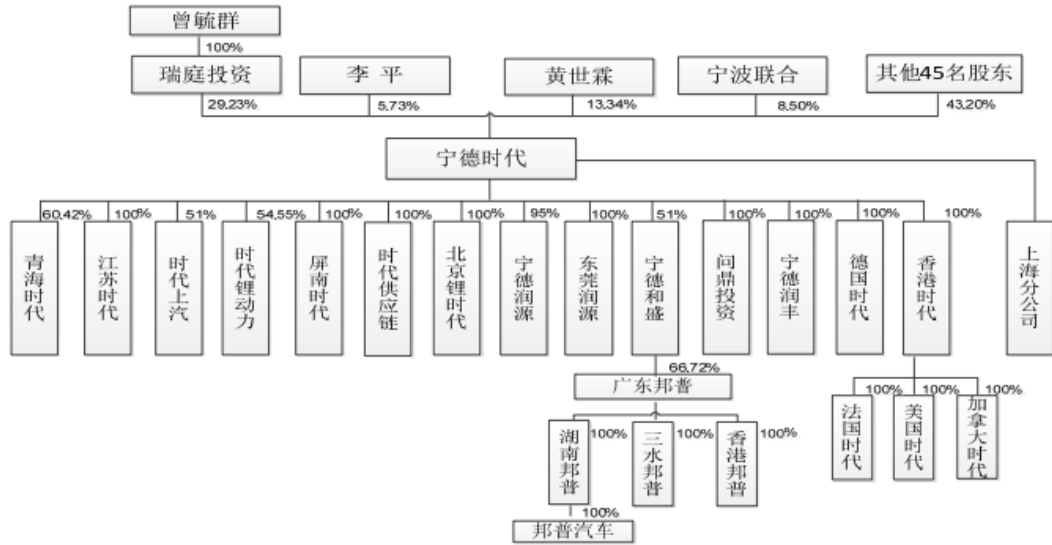 曾毓群
100%
瑞庭投资
李 平
黄世霖
宁波联合
其他45名股东
29.23%
5.73%
13.34%
8.50%
43.20%
宁德时代
60.42%
100%
51%
54.55%
100%
100%
100%
95%
100%
51%
100%
100%
100%
100%
青海时代
江苏时代
时代上汽
时代锂动力
屏南时代
时代供应链
北京锂时代
宁德润源
东莞润源
宁德和盛
问鼎投资
宁德润丰
德国时代
香港时代
上海分公司
66.72%
广东邦普
100%
100%
100%
法国时代
美国时代
加拿大时代
100%
100%
100%
湖南邦普
三水邦普
香港邦普
100%
邦普汽车